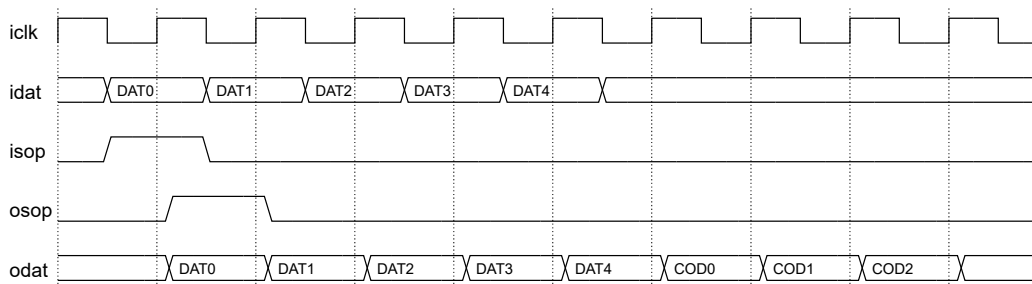 iclk
idat DAT0 DAT1 DAT2 DAT3 DAT4
isop
osop
odat DAT0 DAT1 DAT2 DAT3 DAT4 COD0 COD1 COD2